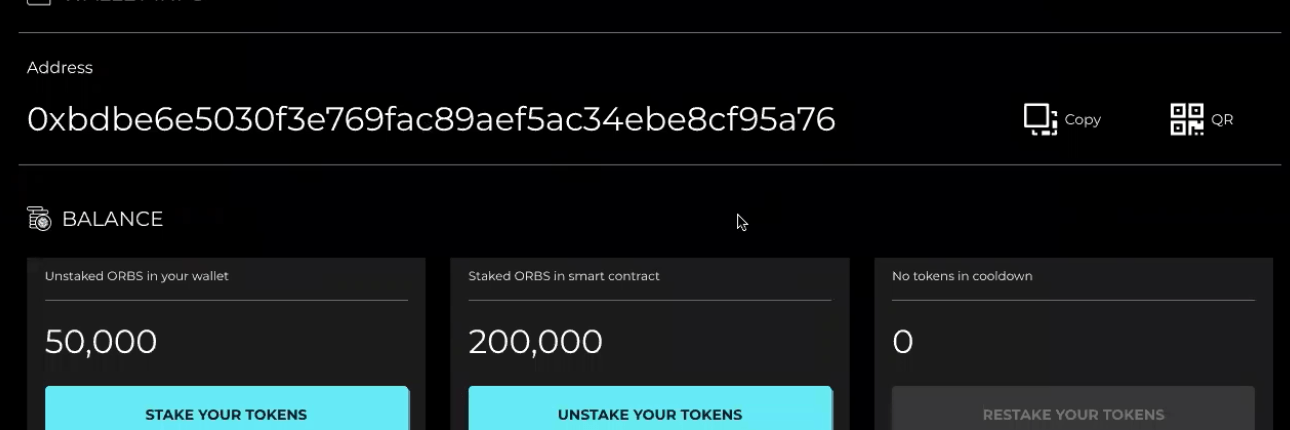 Address
0xbdbe6e5030f3e769fac89aef5ac34ebe8cf95a76
Copy
QR
BALANCE
Unstaked ORBS in your wallet
Staked ORBS in smart contract
No tokens in cooldown
50,000
200,000
0
STAKE YOUR TOKENS
UNSTAKE YOUR TOKENS
RESTAKE YOUR TOKENS